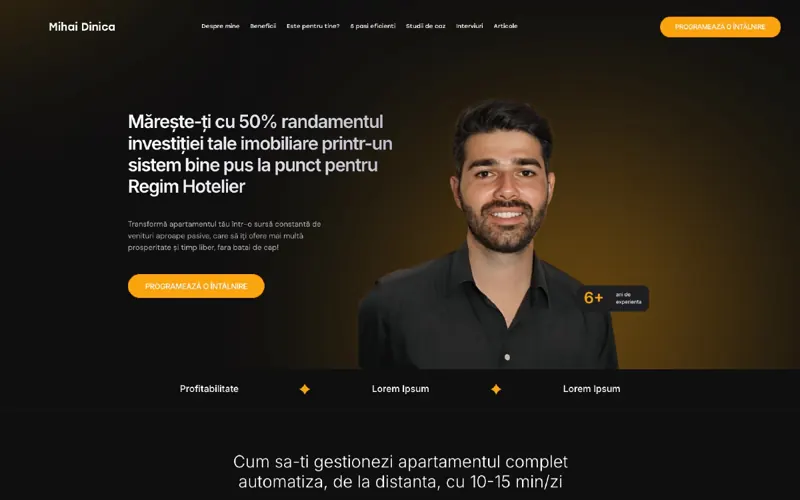 Mihai Dinica
Despre mine Beneficii Este pentru tine? 6 pasi eficienti Studii de caz Interviuri Articole
PROGRAMEAZĂ O ÎNTÂLNIRE
Mărește-ți cu 50% randamentul
investiției tale imobiliare printr-un
sistem bine pus la punct pentru
Regim Hotelier
Transformă apartamentul tău într-o sursă constantă de
venituri aproape pasive, care să îți ofere mai multă
prosperitate și timp liber, fara batai de cap!
PROGRAMEAZĂ O ÎNTÂLNIRE
6+
ani de
experienta
Profitabilitate Lorem Ipsum Lorem Ipsum
Cum sa-ti gestionezi apartamentul complet
automatiza, de la distanta, cu 10-15 min/zi